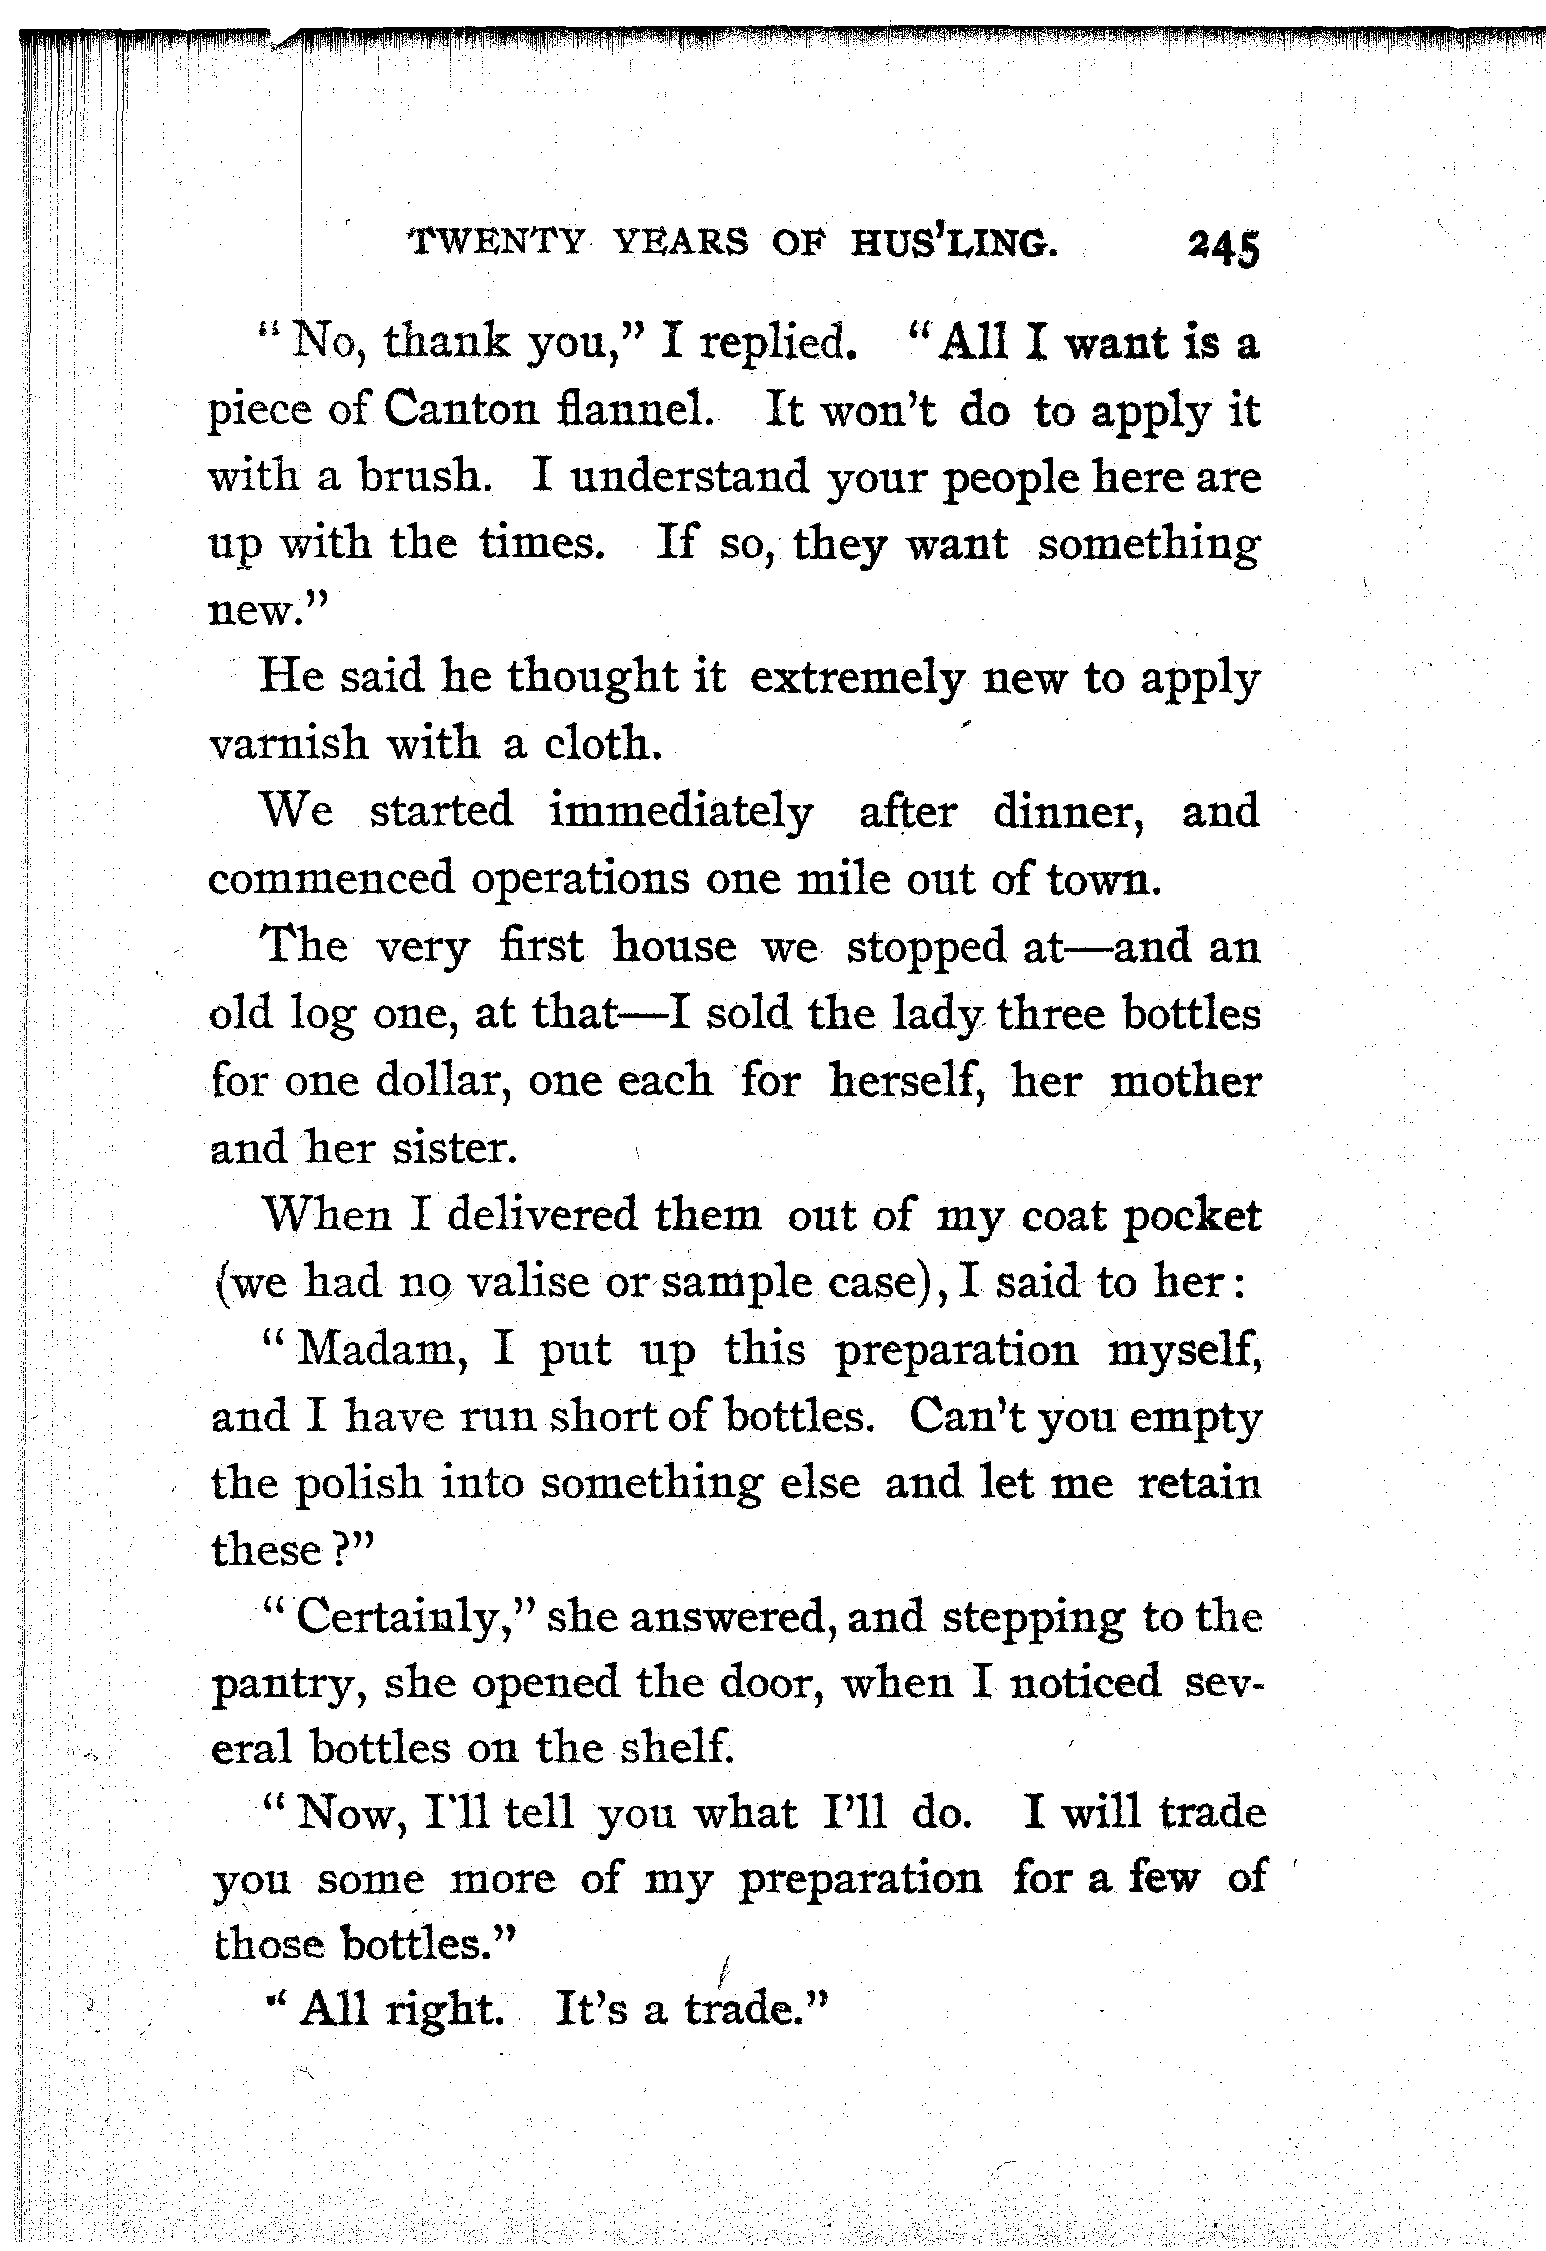 TWENTY YEARS OF HUS'LING. 245
"No, thank you," I replied. "All I want is a
piece of Canton flannel. It won't do to apply it
with a brush. I understand your people here are
up with the times. If so, they want something
new."
He said he thought it extremely new to apply
varnish with a cloth.
We started immediately after dinner, and
commenced operations one mile out of town.
The very first house we stopped at—and an
old log one, at that—I sold the lady three bottles
for one dollar, one each for herself, her mother
and her sister.
When I delivered them out of my coat pocket
(we had no valise or sample case), I said to her:
"Madam, I put up this preparation myself,
and I have run short of bottles. Can't you empty
the polish into something else and let me retain
these?"
"Certainly," she answered, and stepping to the
pantry, she opened the door, when I noticed sev-
eral bottles on the shelf.
"Now, I'll tell you what I'll do. I will trade
you some more of my preparation for a few of
those bottles."
"All right. It's a trade."